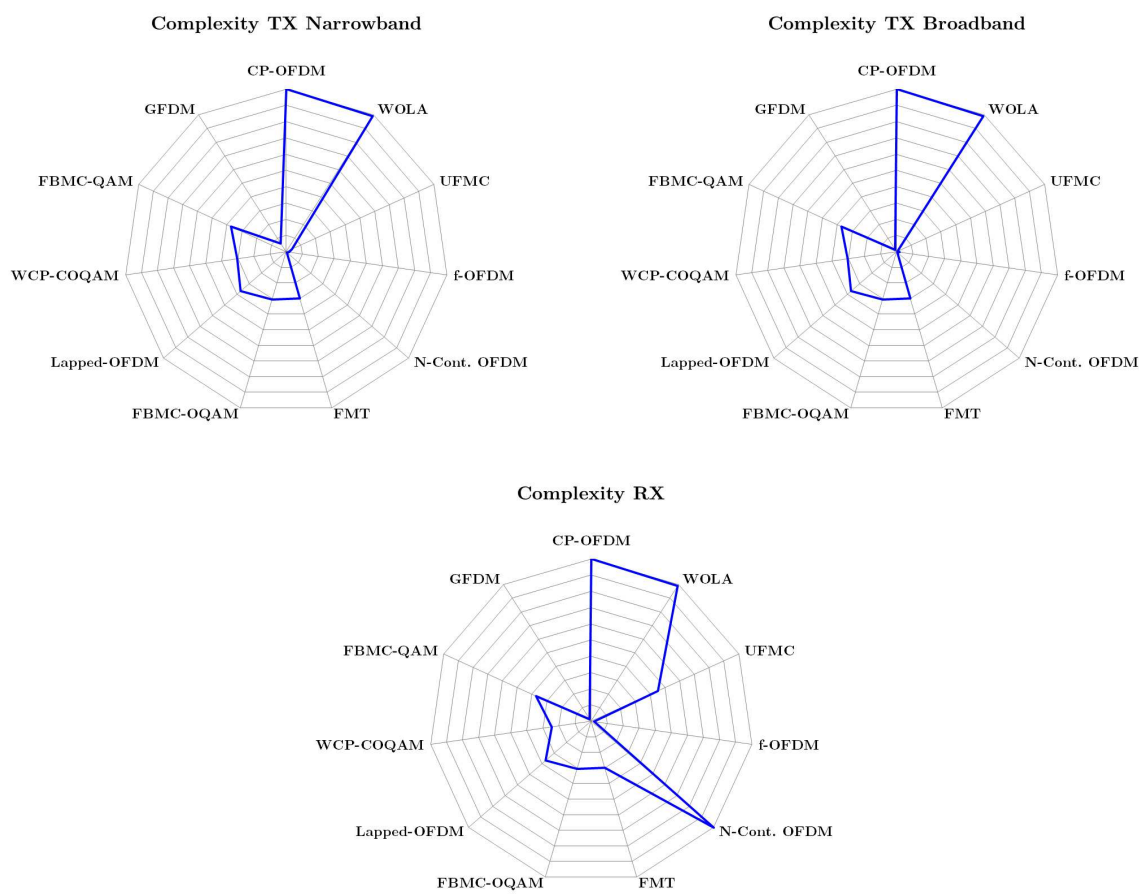 Complexity TX Narrowband
CP-OFDM
WOLA
UFMC
f-OFDM
N-Cont. OFDM
FMT
FBMC-OQAM
Lapped-OFDM
WCP-COQAM
FBMC-QAM
GFDM
Complexity TX Broadband
CP-OFDM
WOLA
UFMC
f-OFDM
N-Cont. OFDM
FMT
FBMC-OQAM
Lapped-OFDM
WCP-COQAM
FBMC-QAM
GFDM
Complexity RX
CP-OFDM
WOLA
UFMC
f-OFDM
N-Cont. OFDM
FMT
FBMC-OQAM
Lapped-OFDM
WCP-COQAM
FBMC-QAM
GFDM